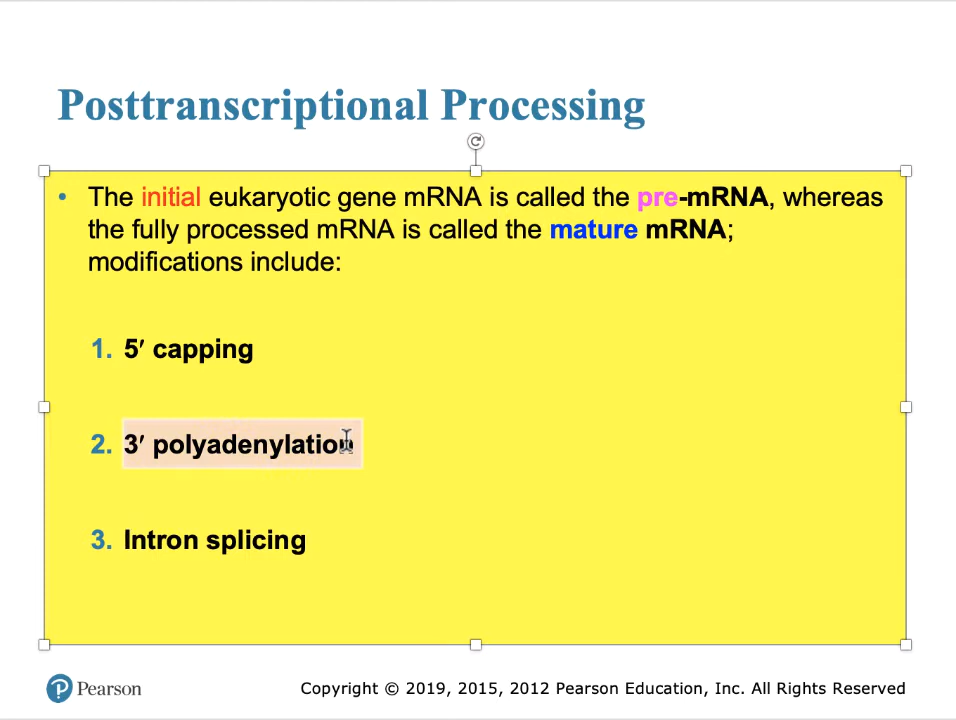 Posttranscriptional Processing
• The initial eukaryotic gene mRNA is called the pre-mRNA, whereas
the fully processed mRNA is called the mature mRNA;
modifications include:
1. 5′ capping
2. 3′ polyadenylation
3. Intron splicing
Pearson
Copyright © 2019, 2015, 2012 Pearson Education, Inc. All Rights Reserved